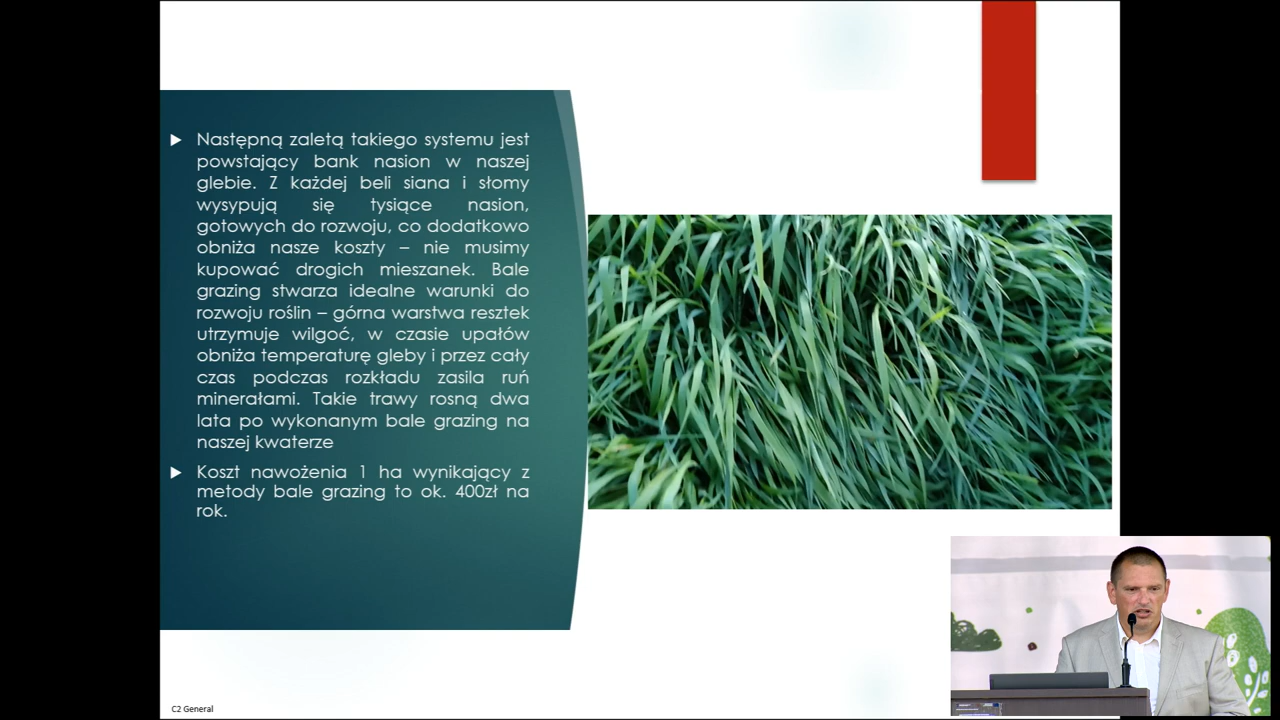 Następną zaletą takiego systemu jest
powstający bank nasion w naszej
glebie. Z każdej beli siana i słomy
wysypują się tysiące nasion,
gotowych do rozwoju, co dodatkowo
obniża nasze koszty – nie musimy
kupować drogich mieszanek. Bale
grazing stwarza idealne warunki do
rozwoju roślin – górna warstwa resztek
utrzymuje wilgoć, w czasie upałów
obniża temperaturę gleby i przez cały
czas podczas rozkładu zasila ruń
minerałami. Takie trawy rosną dwa
lata po wykonanym bale grazing na
naszej kwaterze
Koszt nawożenia 1 ha wynikający z
metody bale grazing to ok. 400zł na
rok.
C2 General